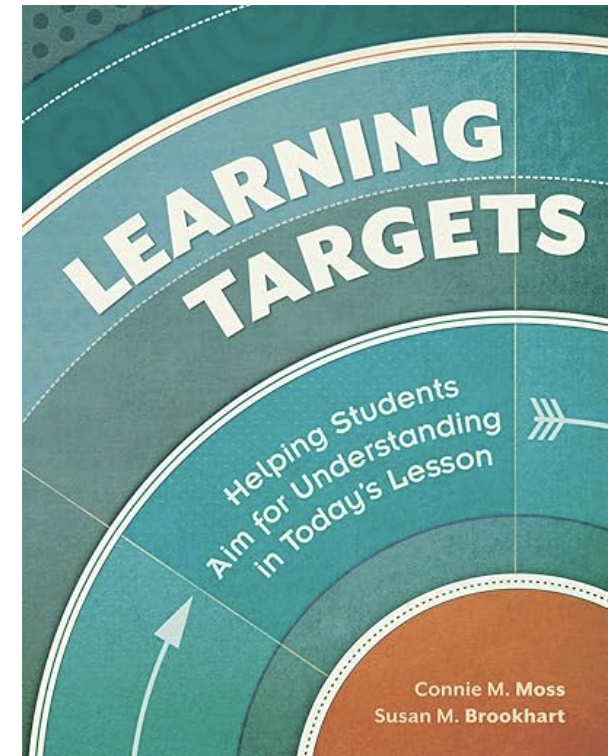 LEARNING
TARGETS
Helping Students
Aim for Understanding
in Today's Lesson
Connie M. Moss
Susan M. Brookhart